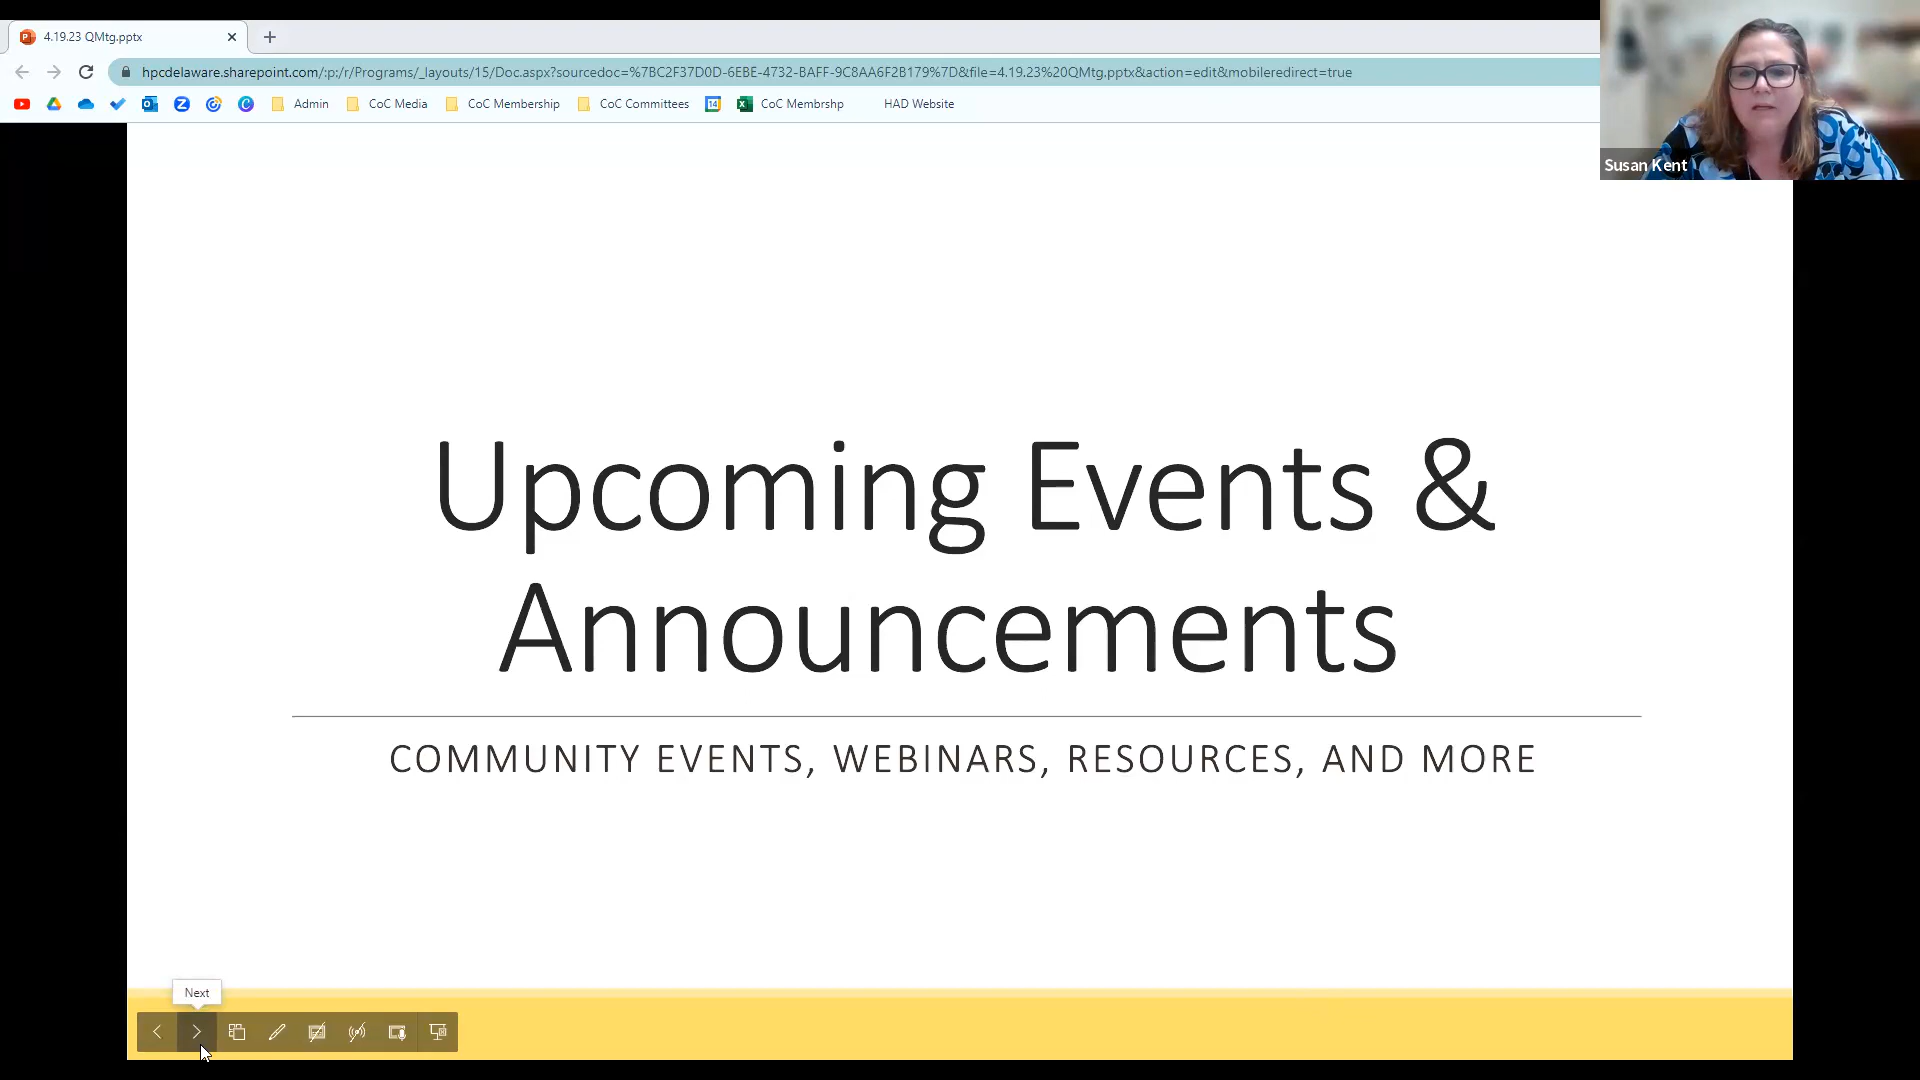 4.19.23 QMtg.pptx
hpcdelaware.sharepoint.com/:p:/r/Programs/_layouts/15/Doc.aspx?sourcedoc=%7BC2F37D0D-6EBE-4732-BAFF-9C8AA6F2B179%7D&file=4.19.23%20QMtg.pptx&action=edit&mobileredirect=true
Admin CoC Media CoC Membership CoC Committees 14 CoC Membrshp HAD Website
Susan Kent
Upcoming Events &
Announcements
COMMUNITY EVENTS, WEBINARS, RESOURCES, AND MORE
Next